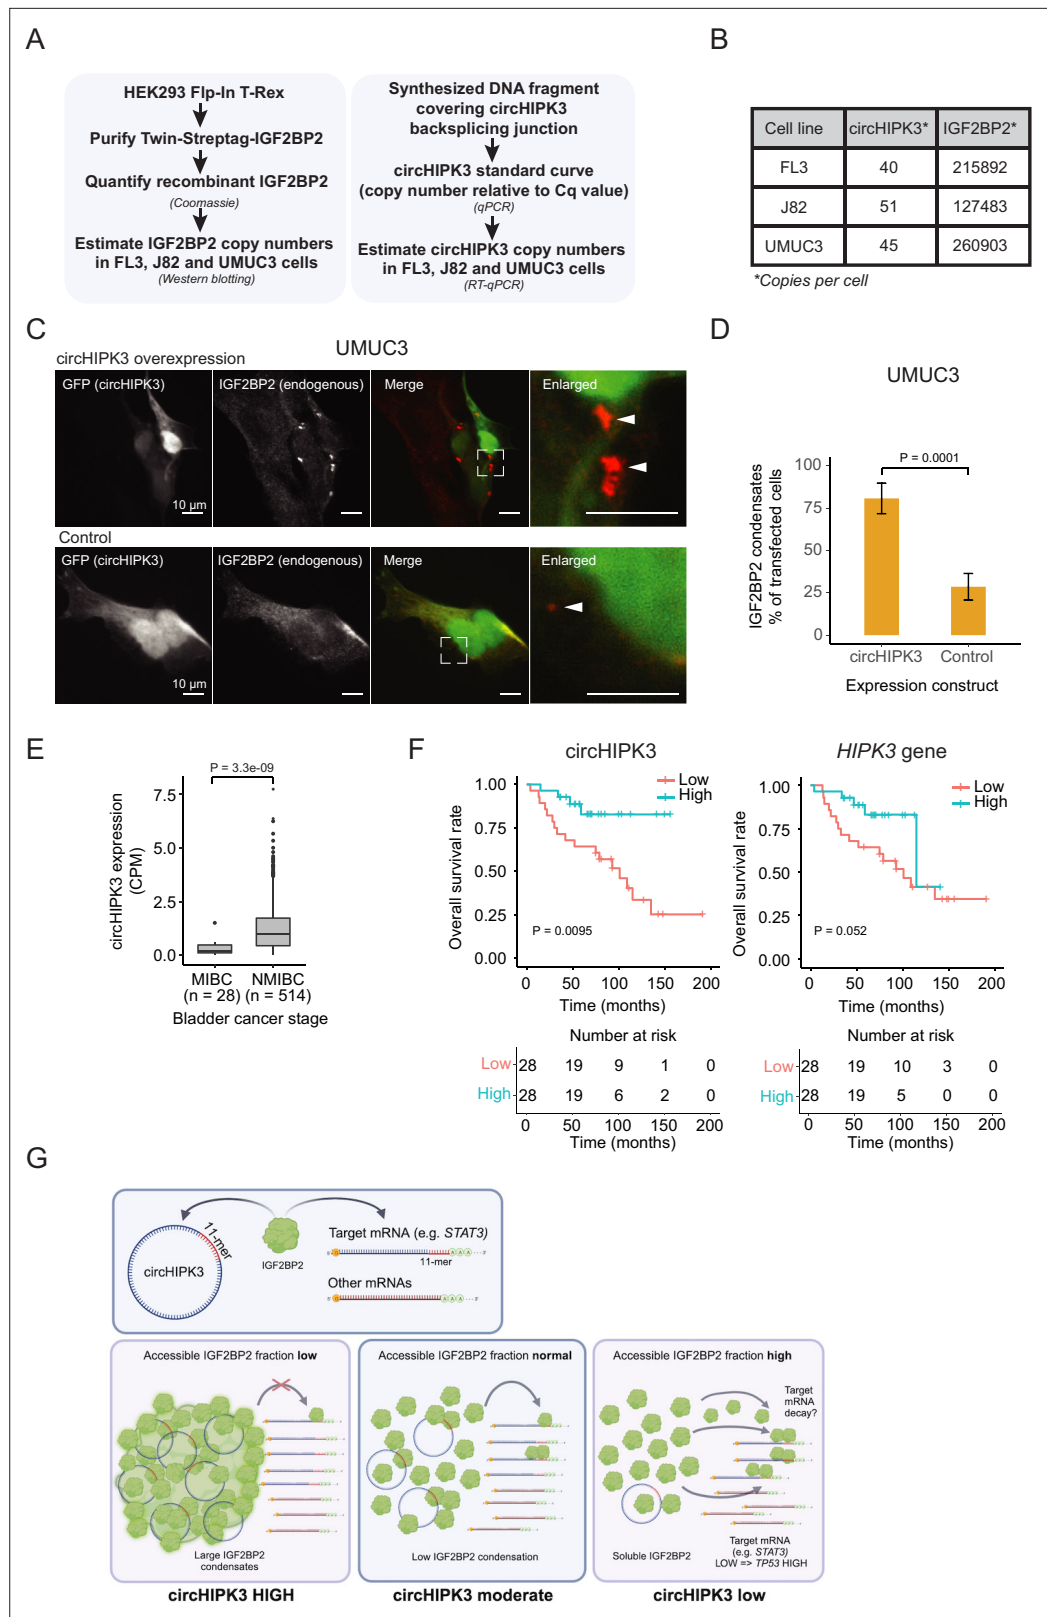 A
HEK293 Flp-In T-Rex
Purify Twin-Streptag-IGF2BP2
Quantify recombinant IGF2BP2
(Coomassie)
Estimate IGF2BP2 copy numbers
in FL3, J82 and UMUC3 cells
(Western blotting)
Synthesized DNA fragment
covering circHIPK3
backsplicing junction
circHIPK3 standard curve
(copy number relative to Cq value)
(qPCR)
Estimate circHIPK3 copy numbers
in FL3, J82 and UMUC3 cells
(RT-qPCR)
B
Cell line circHIPK3* IGF2BP2*
FL3 40 215892
J82 51 127483
UMUC3 45 260903
*Copies per cell
C
UMUC3
circHIPK3 overexpression
GFP (circHIPK3) IGF2BP2 (endogenous) Merge Enlarged
10 µm
Control
GFP (circHIPK3) IGF2BP2 (endogenous) Merge Enlarged
10 µm
D
UMUC3
P = 0.0001
IGF2BP2 condensates
% of transfected cells
100
75
50
25
0
circHIPK3 Control
Expression construct
E
P = 3.3e-09
circHIPK3 expression
(CPM)
7.5
5.0
2.5
0.0
MIBC NMIBC
(n = 28) (n = 514)
Bladder cancer stage
F
circHIPK3
Low
High
Overall survival rate
1.00
0.75
0.50
0.25
0.00
P = 0.0095
0 50 100 150 200
Time (months)
Number at risk
Low 28 19 9 1 0
High 28 19 6 2 0
0 50 100 150 200
Time (months)
HIPK3 gene
Low
High
Overall survival rate
1.00
0.75
0.50
0.25
0.00
P = 0.052
0 50 100 150 200
Time (months)
Number at risk
Low 28 19 10 3 0
High 28 19 5 0 0
0 50 100 150 200
Time (months)
G
11-mer
circHIPK3
IGF2BP2
Target mRNA (e.g. STAT3)
A A A
11-mer
Other mRNAs
A A A
Accessible IGF2BP2 fraction low
Large IGF2BP2
condensates
circHIPK3 HIGH
Accessible IGF2BP2 fraction normal
Low IGF2BP2 condensation
circHIPK3 moderate
Accessible IGF2BP2 fraction high
Target
mRNA
decay?
Soluble IGF2BP2
Target mRNA
(e.g. STAT3)
LOW => TP53 HIGH
circHIPK3 low